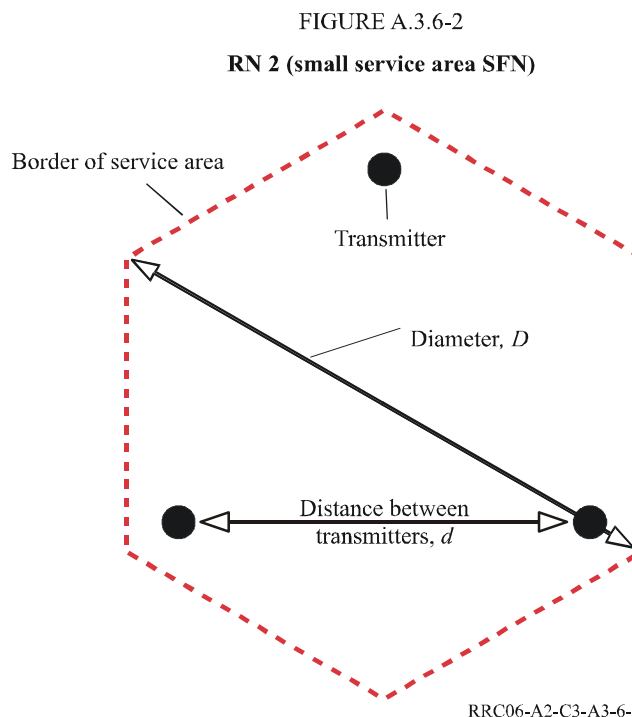 FIGURE A.3.6-2
RN 2 (small service area SFN)
Border of service area
Transmitter
Diameter, D
Distance between
transmitters, d
RRC06-A2-C3-A3-6-